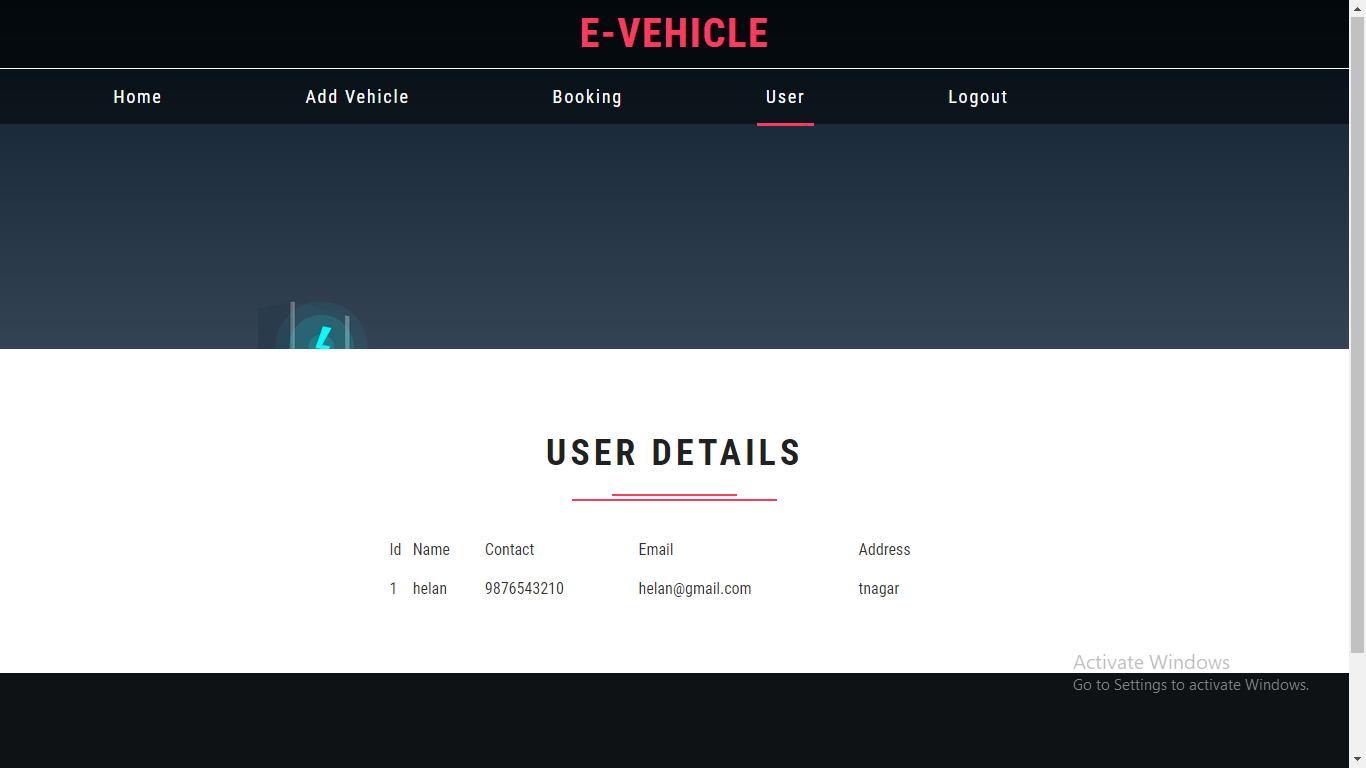 E-VEHICLE
Home Add Vehicle Booking User Logout
USER DETAILS
Id Name Contact Email Address
1 helan 9876543210 helan@gmail.com tnagar
Activate Windows
Go to Settings to activate Windows.